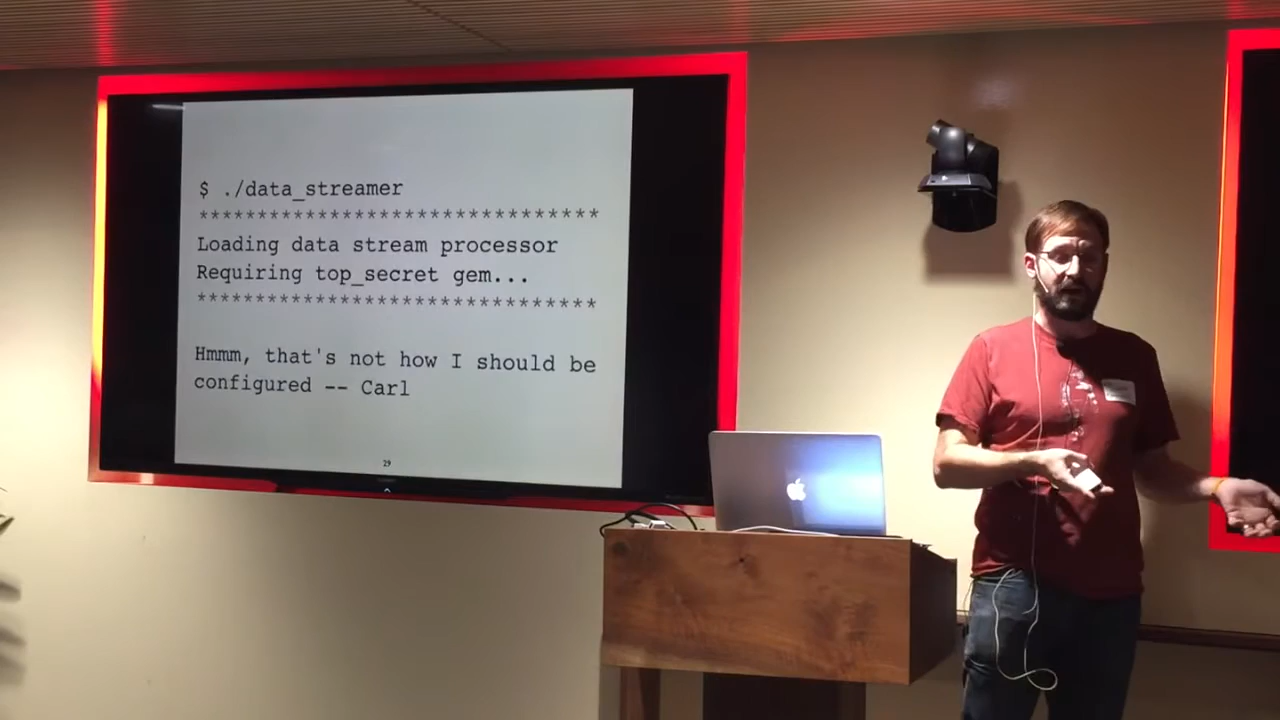 $ ./data_streamer
**********************************
Loading data stream processor
Requiring top_secret gem...
**********************************
Hmmm, that's not how I should be
configured -- Carl
29